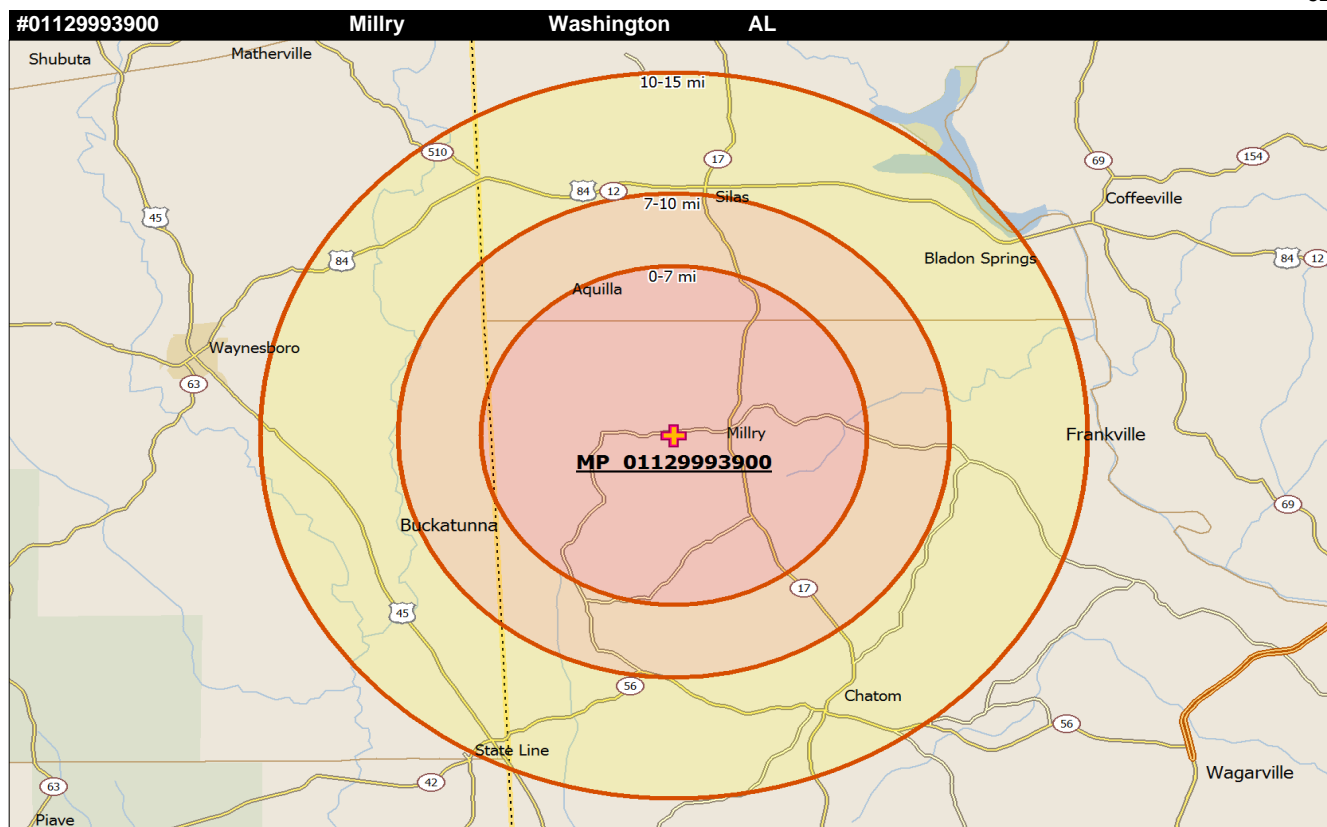 #01129993900 Millry Washington AL
Shubuta
Matherville
10-15 mi
510
17
69
154
84 12
Silas
Coffeeville
7-10 mi
45
84
Bladon Springs
84 12
0-7 mi
Aquilla
Waynesboro
63
Millry
Frankville
MP 01129993900
69
Buckatunna
17
45
56
Chatom
56
State Line
42
Wagarville
63
Piave